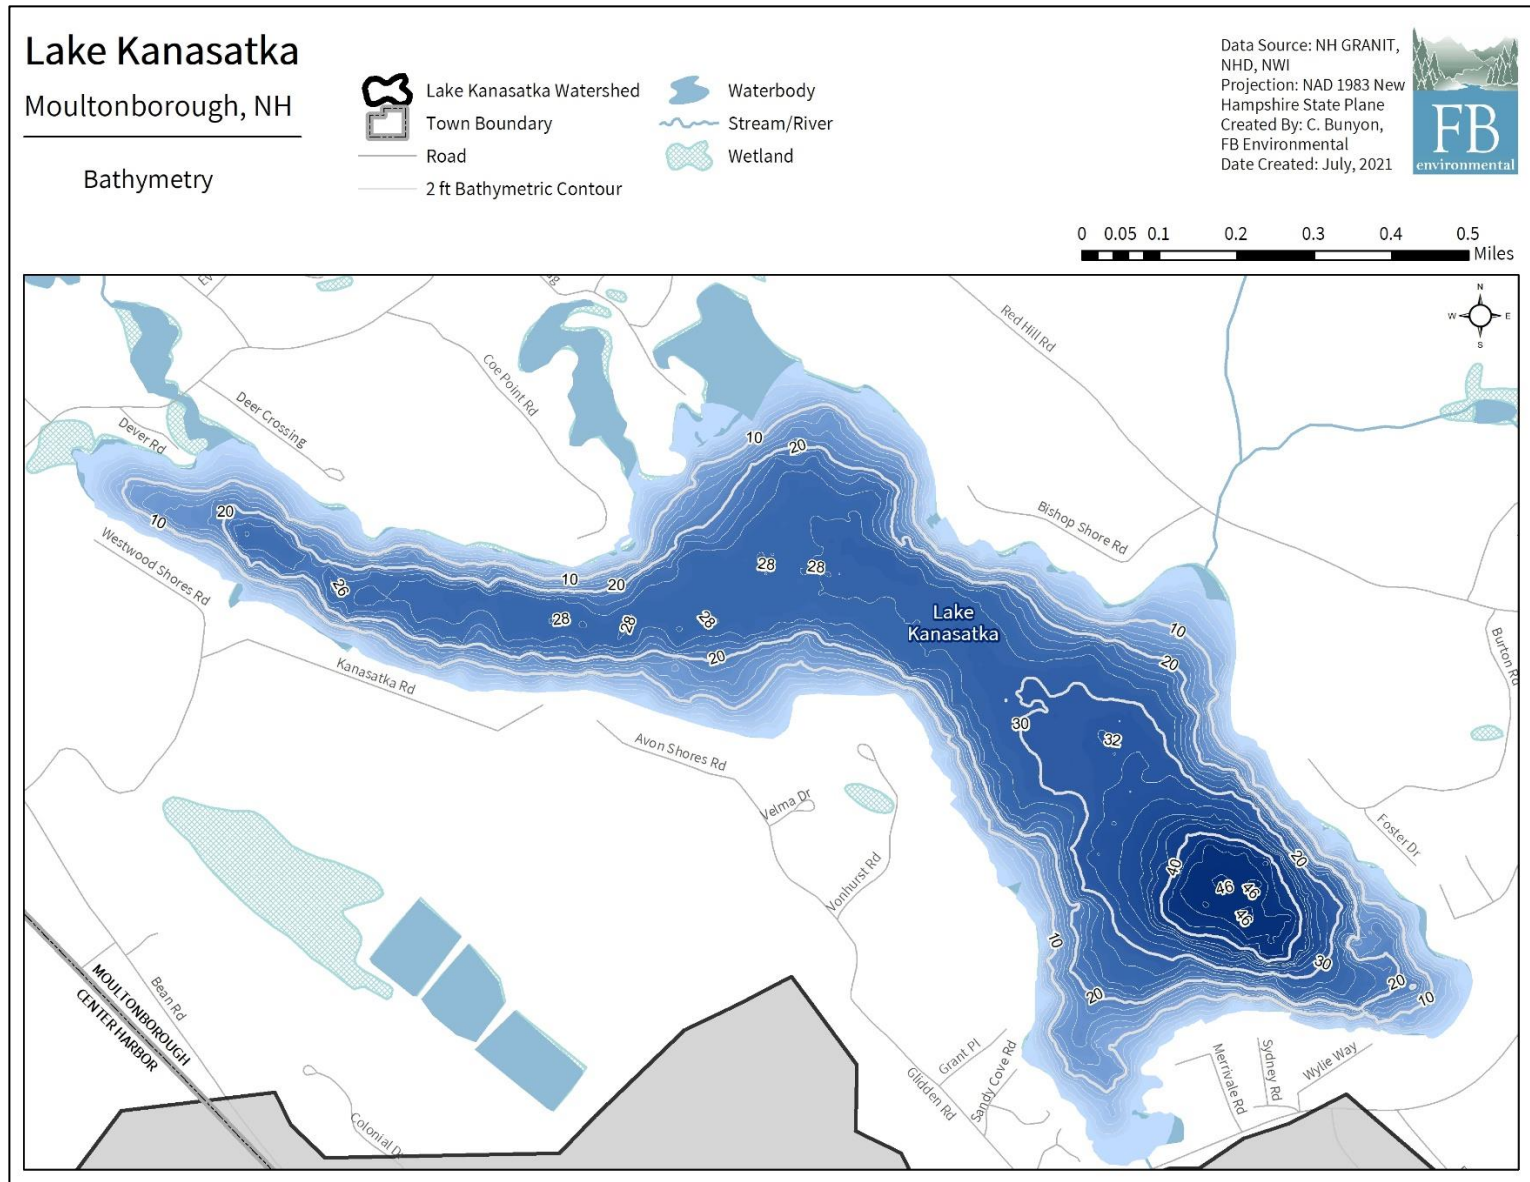 Lake Kanasatka
Moultonborough, NH
Bathymetry
Lake Kanasatka Watershed
Town Boundary
Road
2 ft Bathymetric Contour
Waterbody
Stream/River
Wetland
Data Source: NH GRANIT,
NHD, NWI
Projection: NAD 1983 New
Hampshire State Plane
Created By: C. Bunyon,
FB Environmental
Date Created: July, 2021
FB
environmental
0 0.05 0.1 0.2 0.3 0.4 0.5
Miles
N
W E
S
Red Hill Rd
Coe Point Rd
Deer Crossing
Dever Rd
10
20
20
10
Bishop Shore Rd
Westwood Shores Rd
28
28
10
20
26
28
28
28
Lake
Kanasatka
10
20
20
Burton Rd
Kanasatka Rd
30
32
Avon Shores Rd
Velma Dr
Foster Dr
Vonhurst Rd
40
20
46
46
46
10
30
20
20
10
Bean Rd
MOULTONBOROUGH
CENTER HARBOR
Grant Pl
Glidden Rd
Sandy Cove Rd
Merrivale Rd
Sydney Rd
Wylie Way
Colonial D